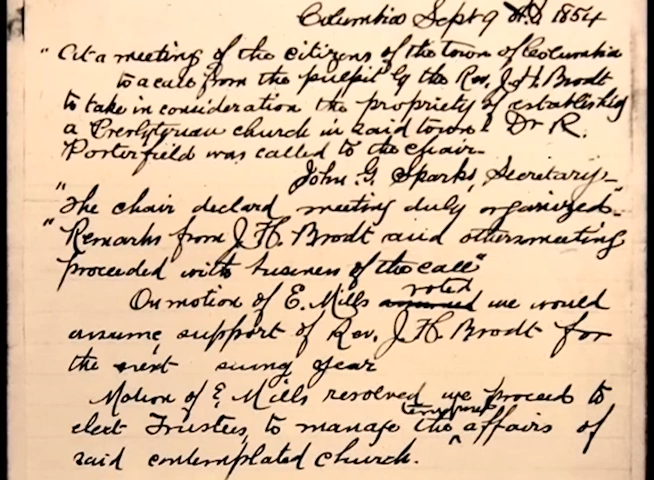 Columbia Sept 9 A.D. 1854
"At a meeting of the citizens of the town of Columbia
to a call from the pulpit by the Rev. J. H. Brodt
to take in consideration the propriety of establishing
a Presbyterian church in said town" Dr R.
Porterfield was called to the chair—
John G. Sparks, Secretary—
"The chair declard meeting duly organized"
"Remarks from J. H. Brodt and others meeting
proceeded with business of the call"
On motion of E. Mills voted we would
assume support of Rev. J. H. Brodt for
the next suing year
Motion of E. Mills resolved we proceed to
elect Trustees, to manage the temporal affairs of
said contemplated church.